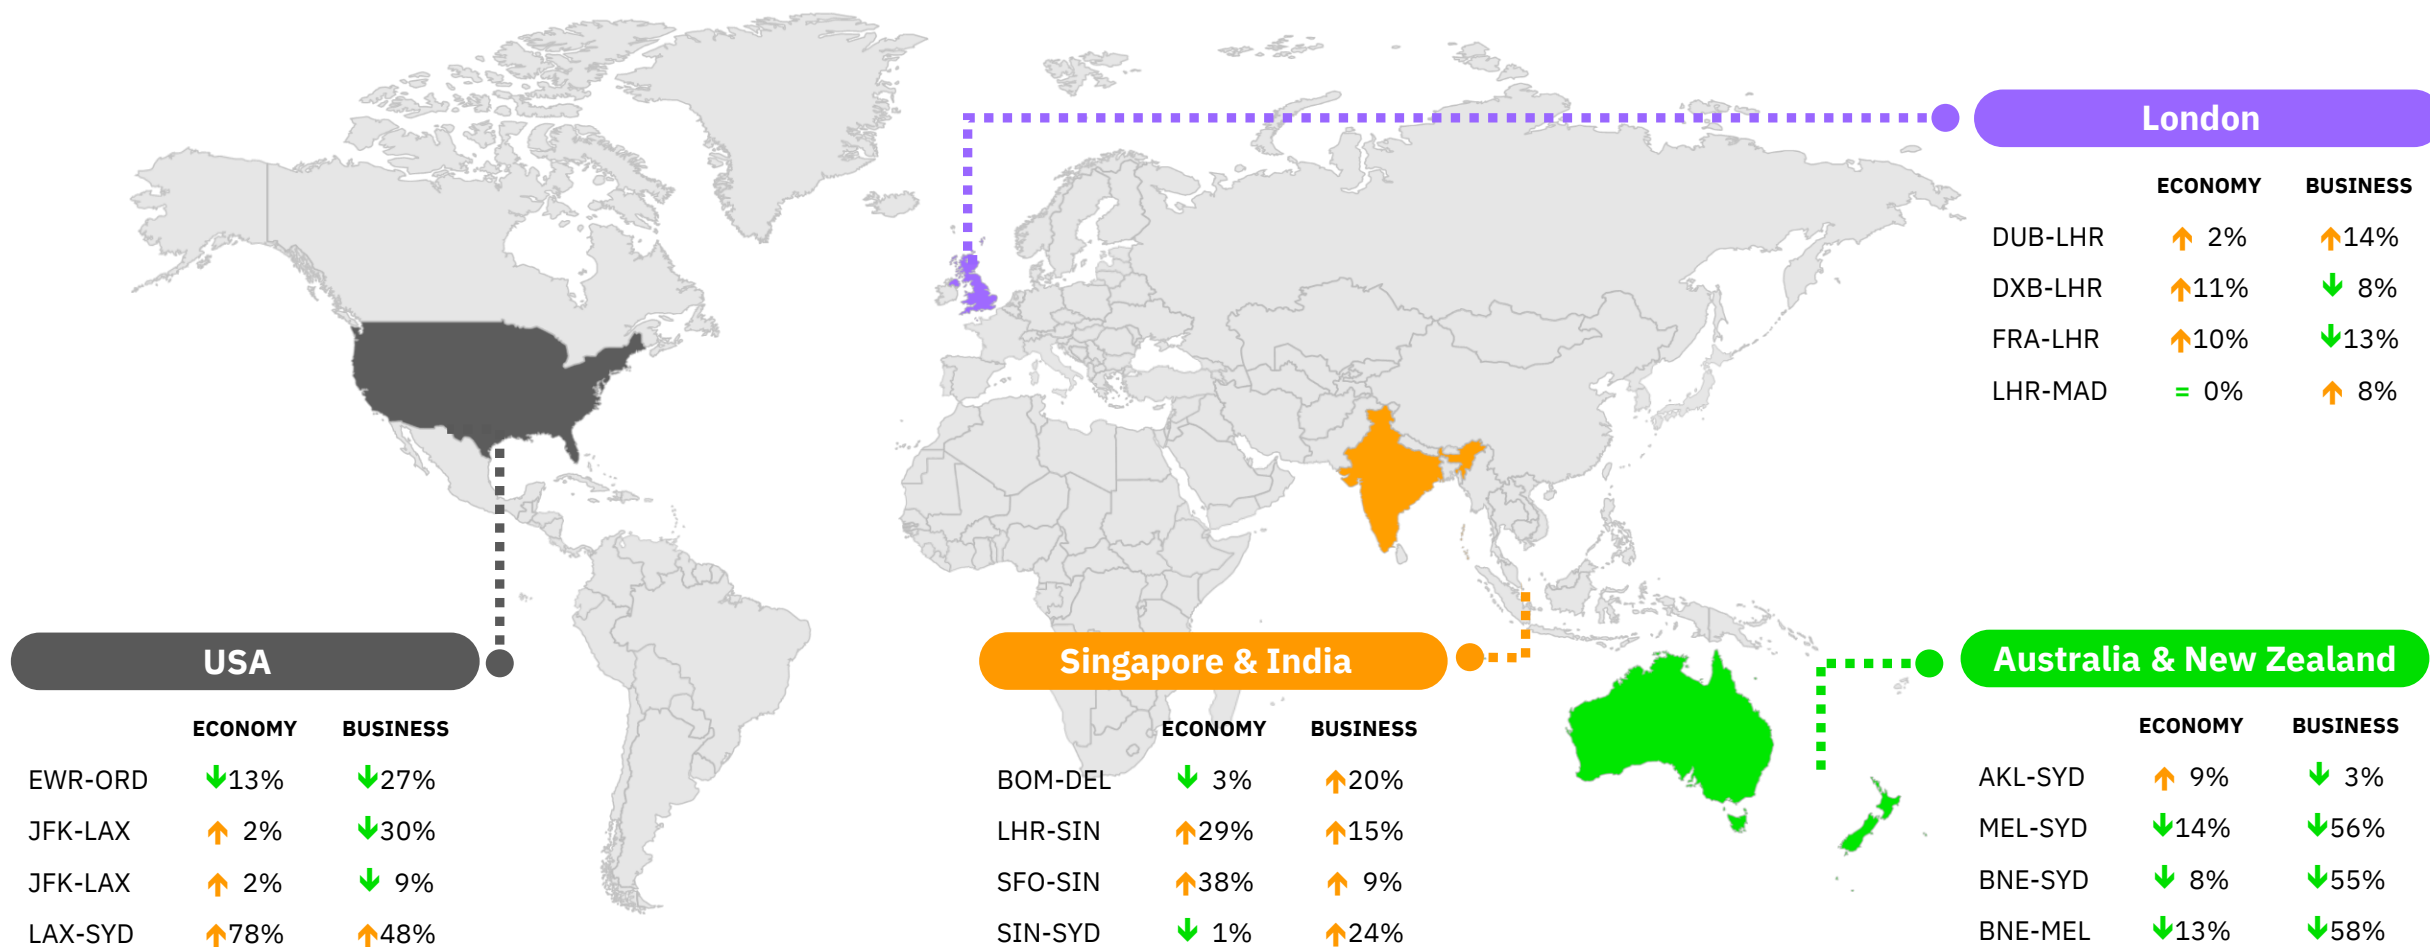 London
ECONOMY BUSINESS
DUB-LHR ↑ 2% ↑14%
DXB-LHR ↑11% ↓ 8%
FRA-LHR ↑10% ↓13%
LHR-MAD = 0% ↑ 8%
USA
ECONOMY BUSINESS
EWR-ORD ↓13% ↓27%
JFK-LAX ↑ 2% ↓30%
JFK-LAX ↑ 2% ↓ 9%
LAX-SYD ↑78% ↑48%
Singapore & India
ECONOMY BUSINESS
BOM-DEL ↓ 3% ↑20%
LHR-SIN ↑29% ↑15%
SFO-SIN ↑38% ↑ 9%
SIN-SYD ↓ 1% ↑24%
Australia & New Zealand
ECONOMY BUSINESS
AKL-SYD ↑ 9% ↓ 3%
MEL-SYD ↓14% ↓56%
BNE-SYD ↓ 8% ↓55%
BNE-MEL ↓13% ↓58%